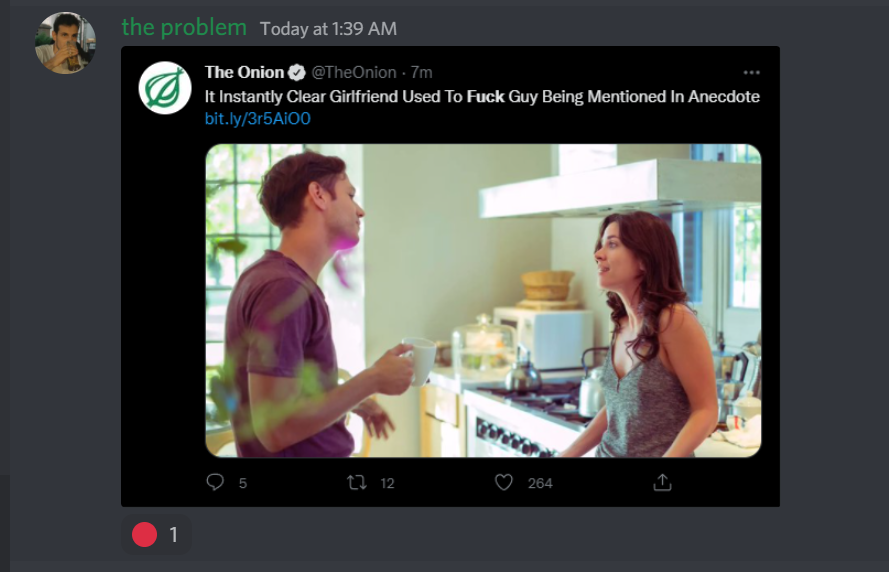 the problem Today at 1:39 AM
The Onion @TheOnion · 7m
It Instantly Clear Girlfriend Used To Fuck Guy Being Mentioned In Anecdote
bit.ly/3r5AiO0
5 12 264
1